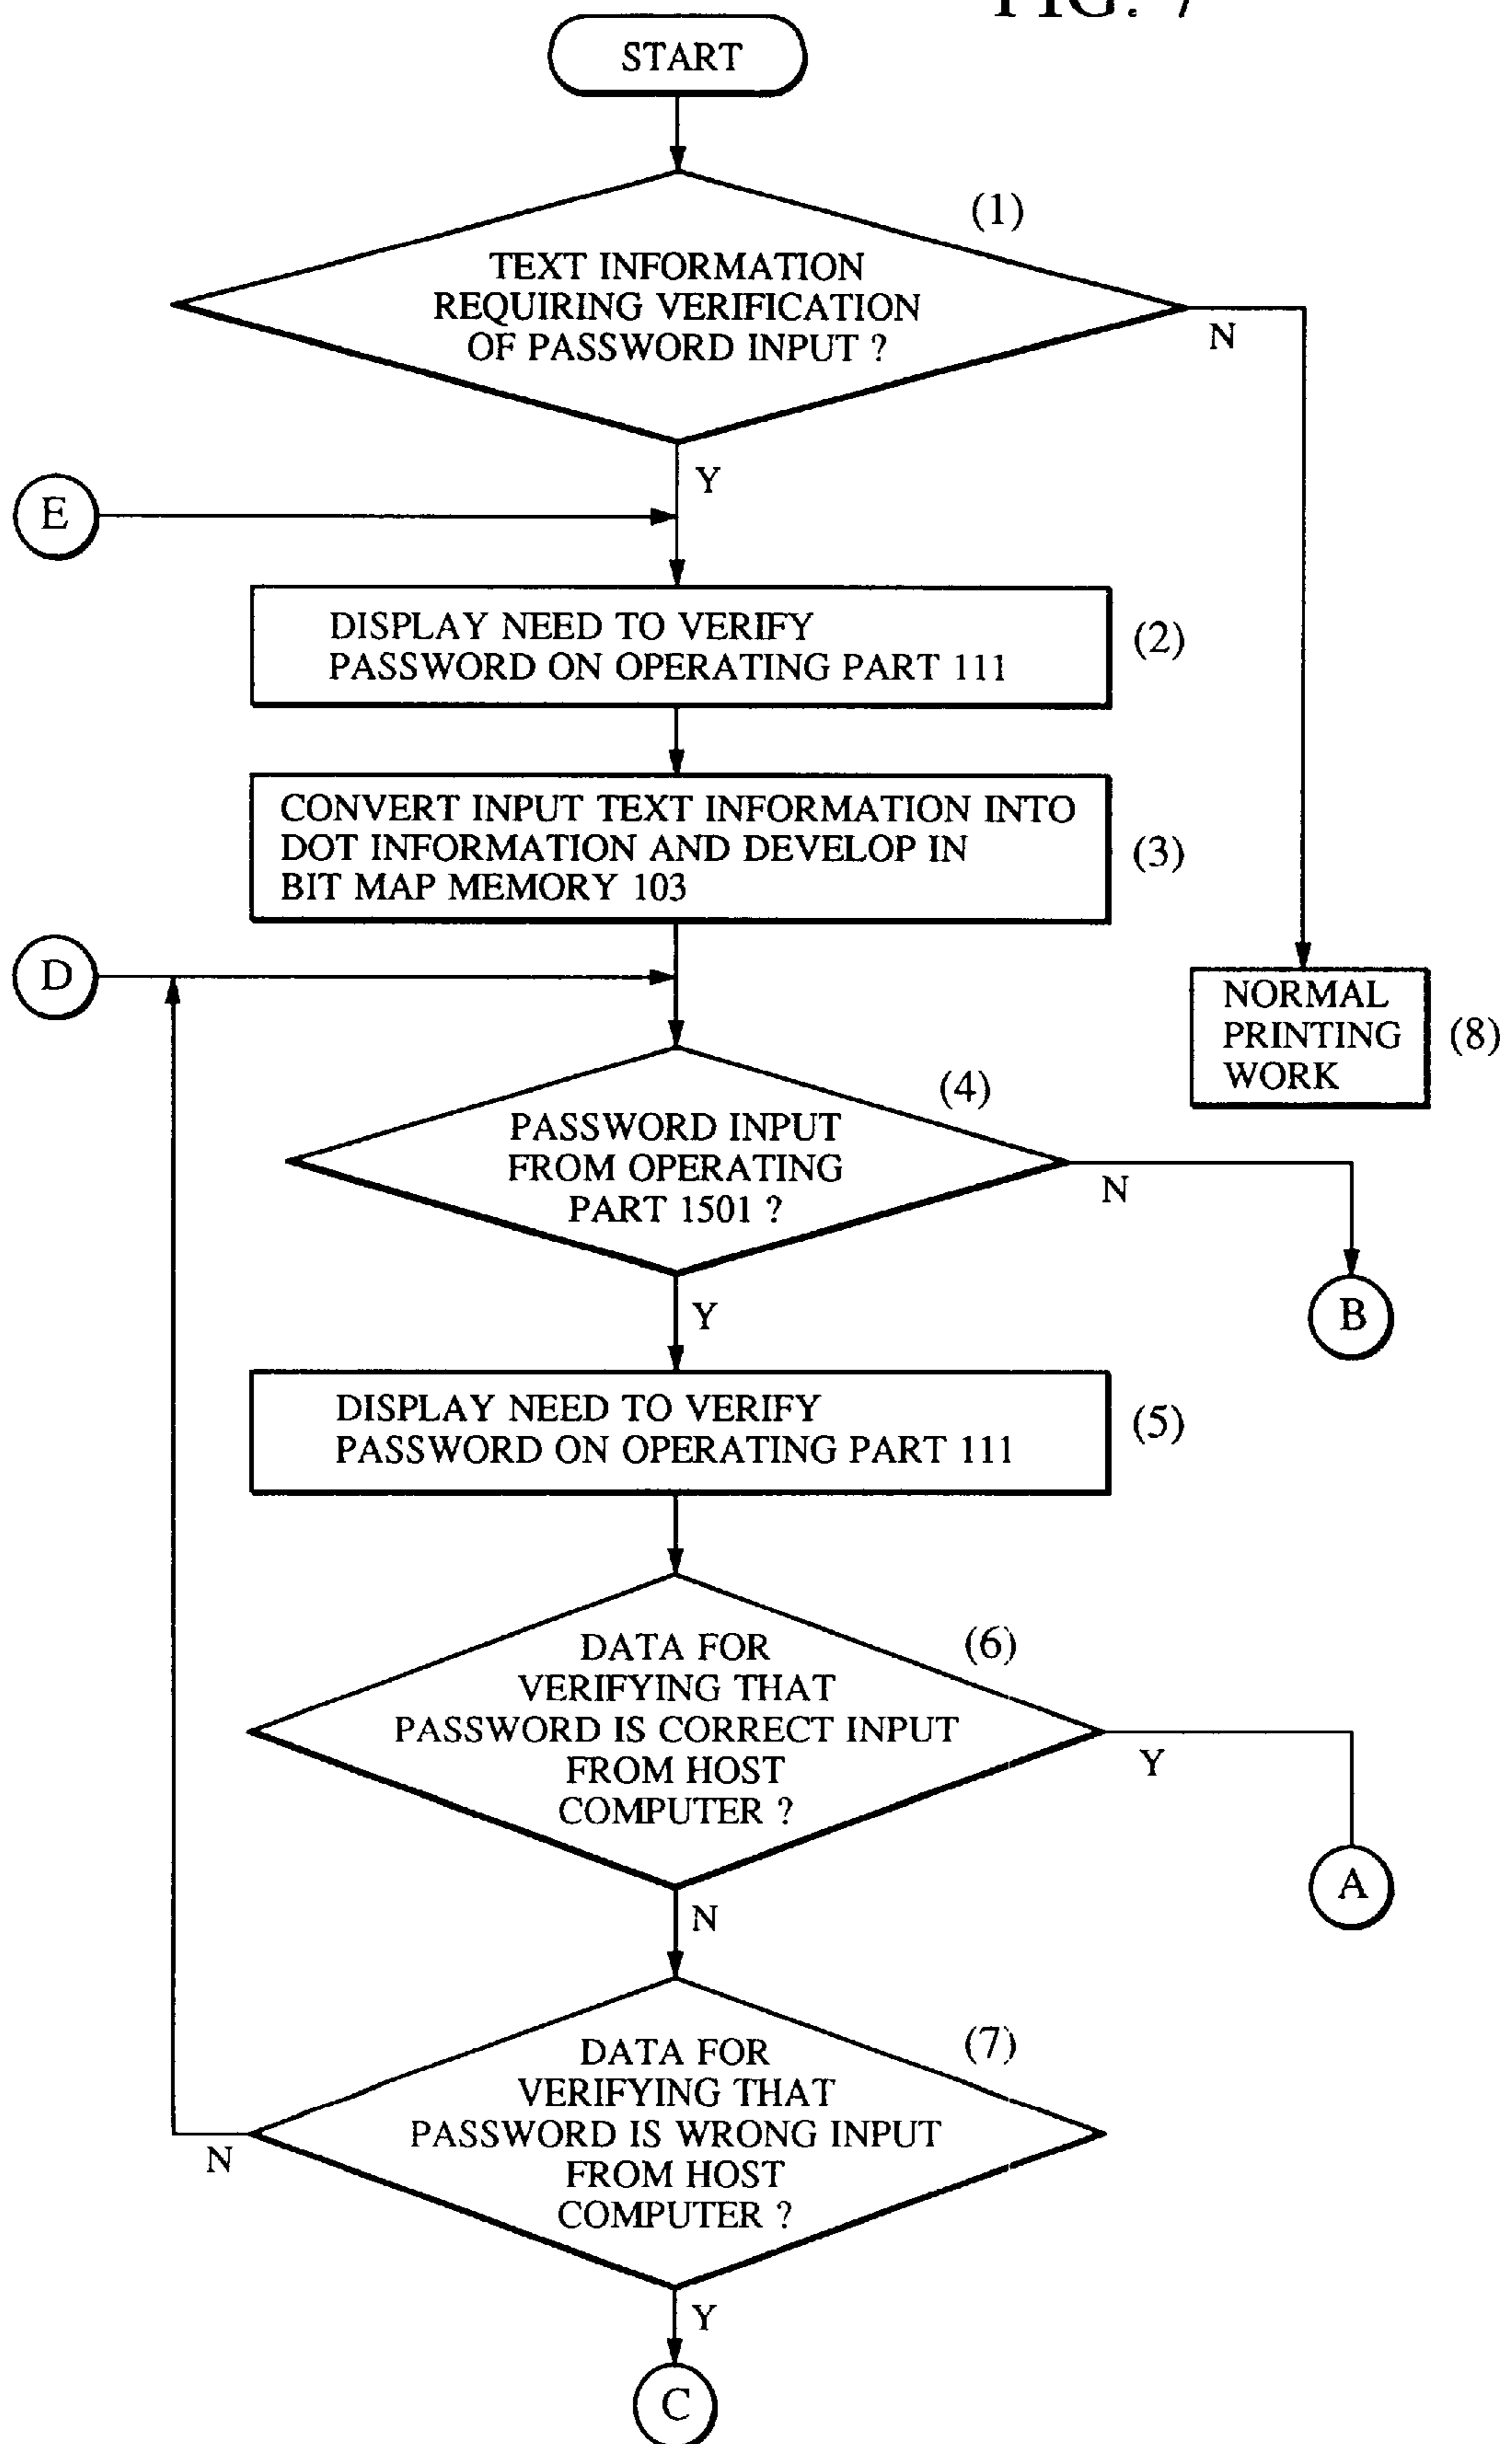 FIG. 7
START
(1)
TEXT INFORMATION
REQUIRING VERIFICATION
OF PASSWORD INPUT ?
N
Y
E
DISPLAY NEED TO VERIFY
PASSWORD ON OPERATING PART 111
(2)
CONVERT INPUT TEXT INFORMATION INTO
DOT INFORMATION AND DEVELOP IN
BIT MAP MEMORY 103
(3)
D
NORMAL
PRINTING
WORK
(8)
(4)
PASSWORD INPUT
FROM OPERATING
PART 1501 ?
N
B
Y
DISPLAY NEED TO VERIFY
PASSWORD ON OPERATING PART 111
(5)
(6)
DATA FOR
VERIFYING THAT
PASSWORD IS CORRECT INPUT
FROM HOST
COMPUTER ?
Y
A
N
(7)
DATA FOR
VERIFYING THAT
PASSWORD IS WRONG INPUT
FROM HOST
COMPUTER ?
N
Y
C